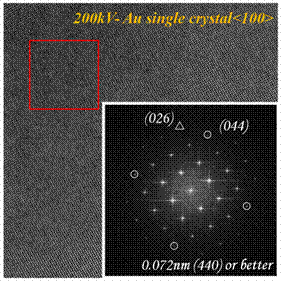 200kV- Au single crystal<100>
(026)
(044)
0.072nm (440) or better